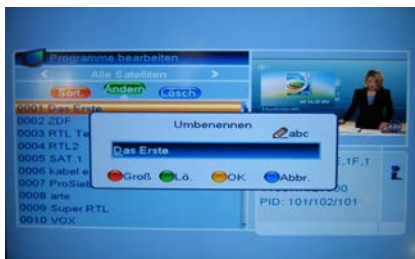 Programme bearbeiten
< Alle Satelliten >
Sort. Ändern Lösch
0001 Das Erste
0002 ZDF
0003 RTL Te
0004 RTL2
0005 SAT.1
0006 kabel e
0007 ProSieb
0008 arte
0009 Super RTL
0010 VOX
Umbenennen
abc
Das Erste
Groß Lö. OK Abbr.
E,1F,1
PID: 101/102/101